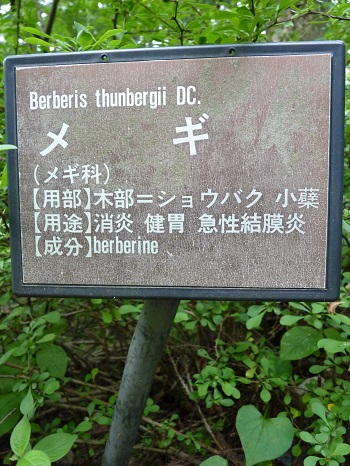 Berberis thunbergii DC.
メギ
(メギ科)
【用部】木部=ショウバク 小蘗
【用途】消炎 健胃 急性結膜炎
【成分】berberine